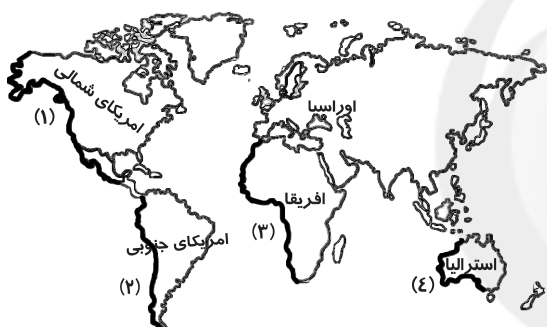 امریکای شمالی
اوراسیا
(۱)
افریقا
(۳)
امریکای جنوبی
استرالیا
(۲)
(٤)